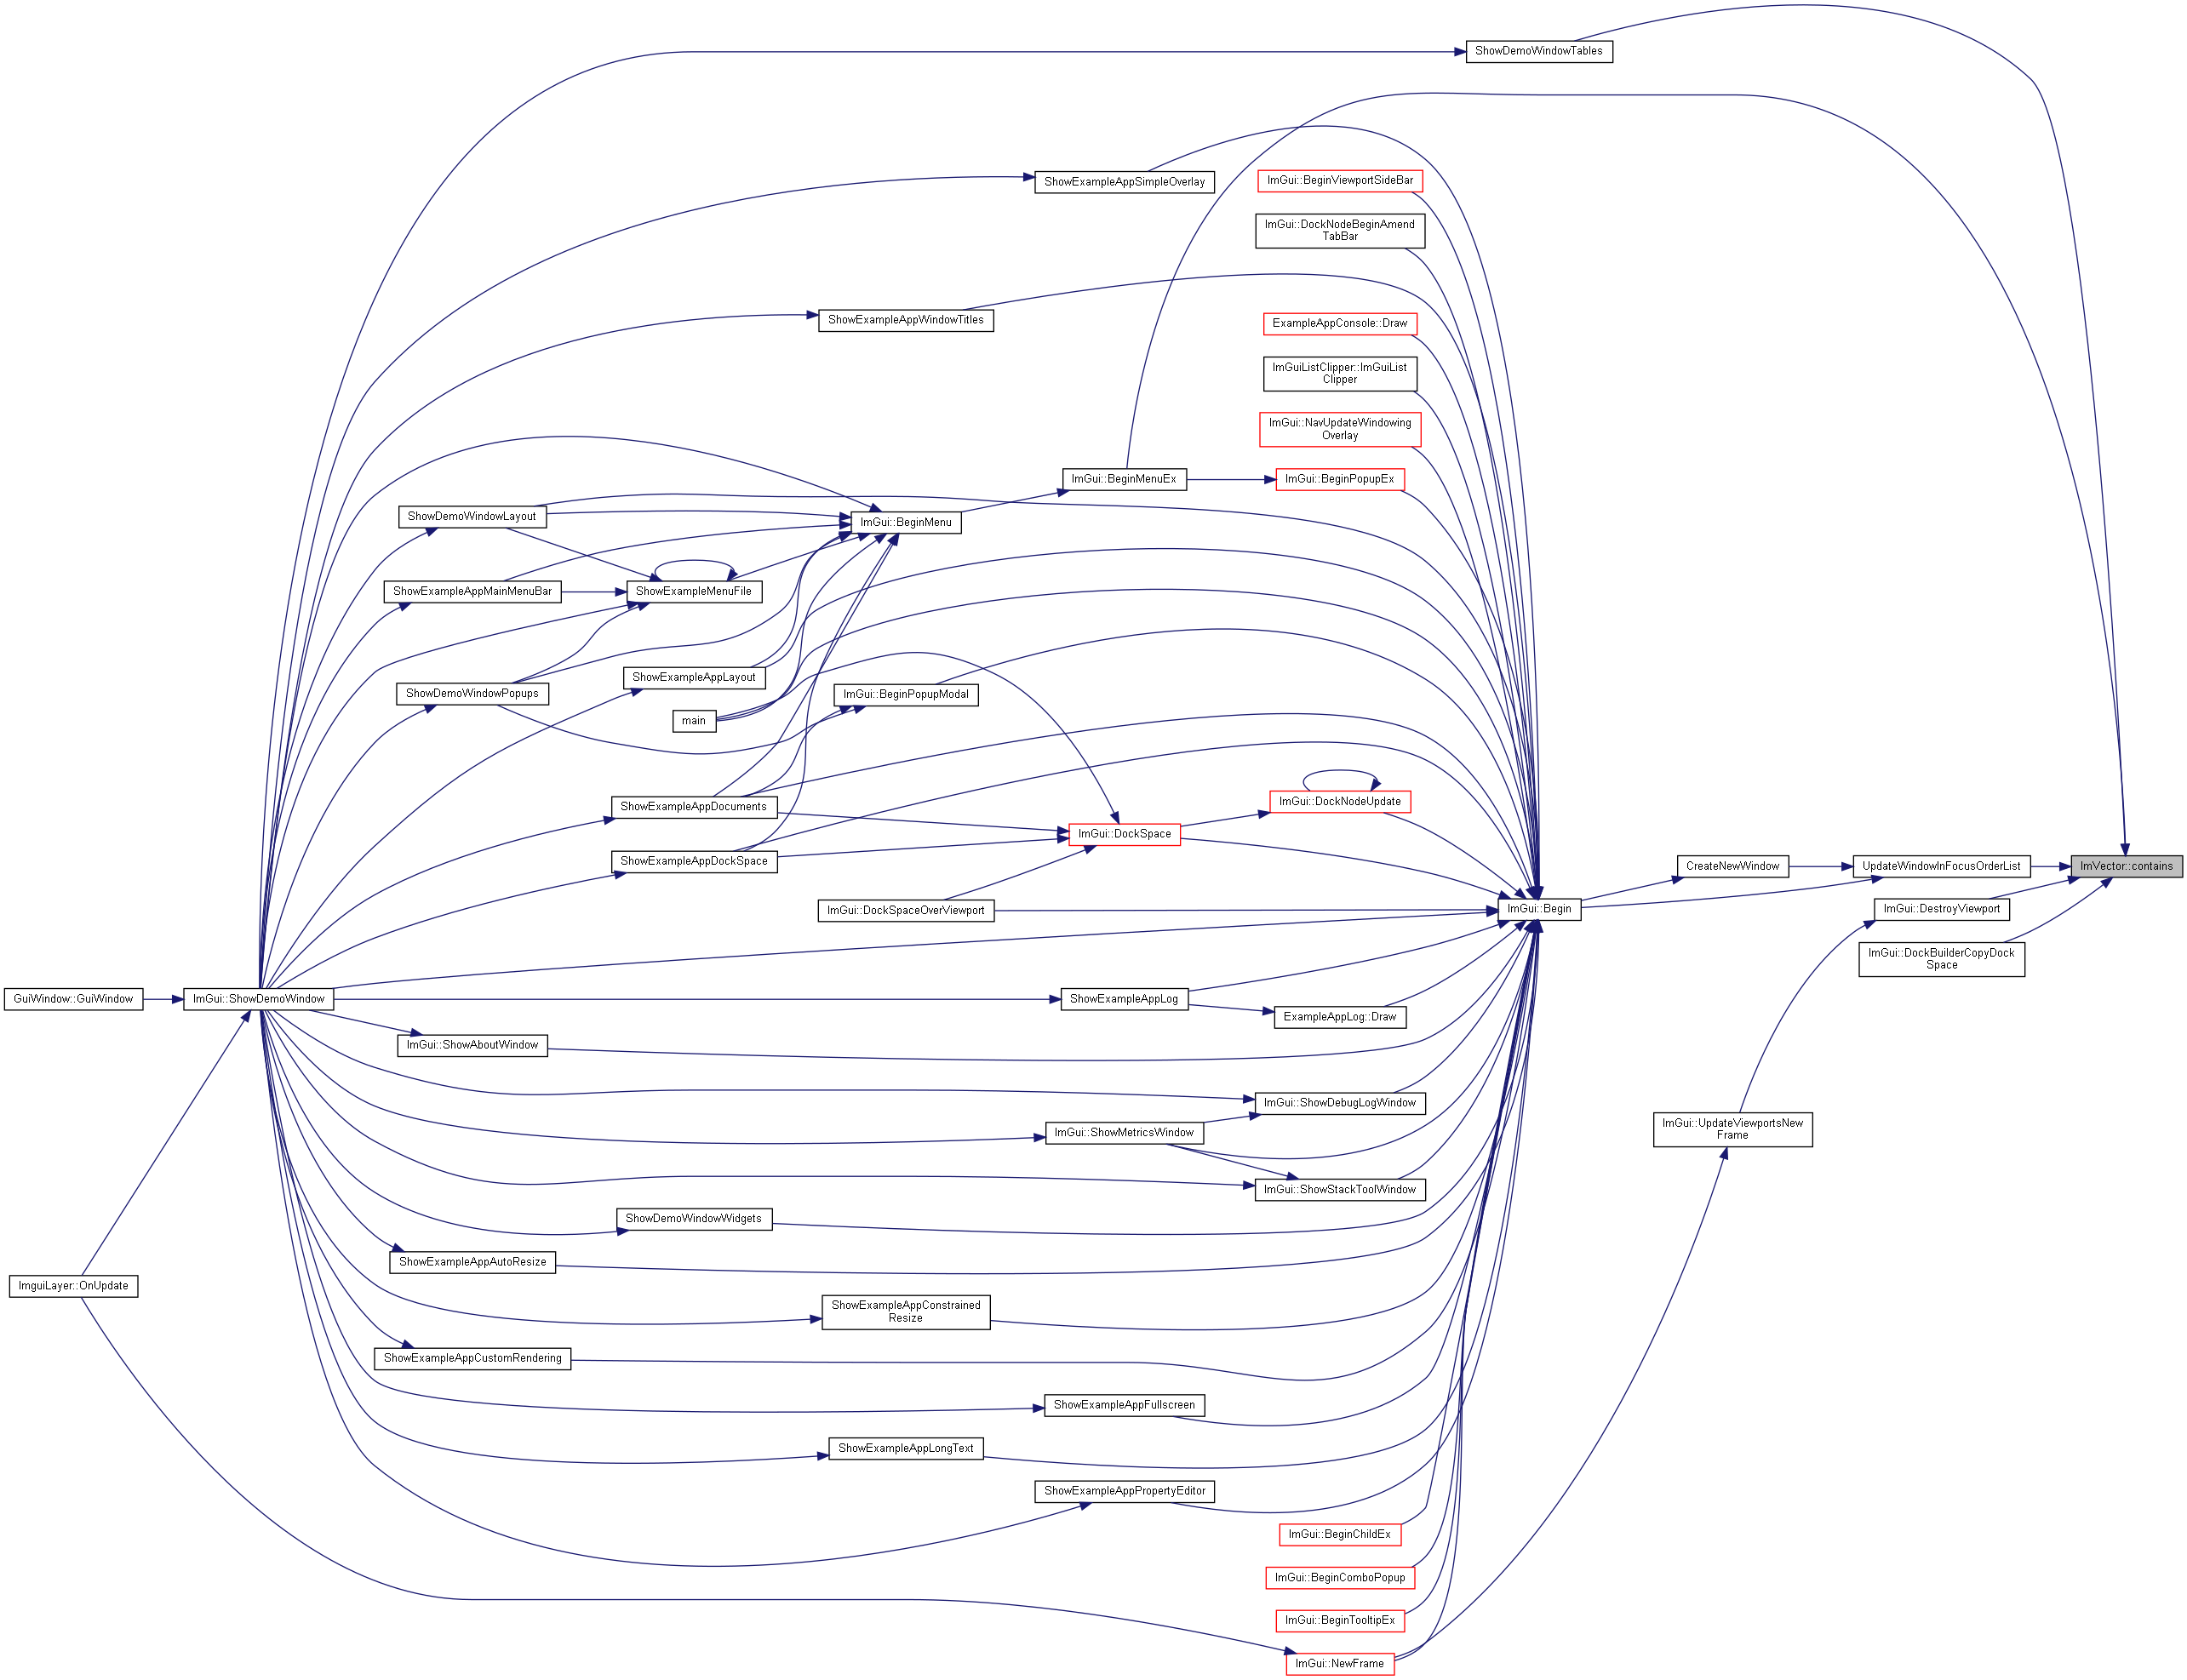 ShowDemoWindowTables
ShowExampleAppSimpleOverlay
ImGui::BeginViewportSideBar
ImGui::DockNodeBeginAmend
TabBar
ShowExampleAppWindowTitles
ExampleAppConsole::Draw
ImGuiListClipper::ImGuiList
Clipper
ImGui::NavUpdateWindowing
Overlay
ImGui::BeginMenuEx
ImGui::BeginPopupEx
ShowDemoWindowLayout
ImGui::BeginMenu
ShowExampleAppMainMenuBar
ShowExampleMenuFile
ShowExampleAppLayout
ShowDemoWindowPopups
ImGui::BeginPopupModal
main
ShowExampleAppDocuments
ImGui::DockNodeUpdate
ImGui::DockSpace
ShowExampleAppDockSpace
CreateNewWindow
UpdateWindowInFocusOrderList
ImVector::contains
ImGui::DockSpaceOverViewport
ImGui::Begin
ImGui::DestroyViewport
ImGui::DockBuilderCopyDock
Space
GuiWindow::GuiWindow
ImGui::ShowDemoWindow
ShowExampleAppLog
ExampleAppLog::Draw
ImGui::ShowAboutWindow
ImGui::ShowDebugLogWindow
ImGui::ShowMetricsWindow
ImGui::UpdateViewportsNew
Frame
ImGui::ShowStackToolWindow
ShowDemoWindowWidgets
ShowExampleAppAutoResize
ImguiLayer::OnUpdate
ShowExampleAppConstrained
Resize
ShowExampleAppCustomRendering
ShowExampleAppFullscreen
ShowExampleAppLongText
ShowExampleAppPropertyEditor
ImGui::BeginChildEx
ImGui::BeginComboPopup
ImGui::BeginTooltipEx
ImGui::NewFrame